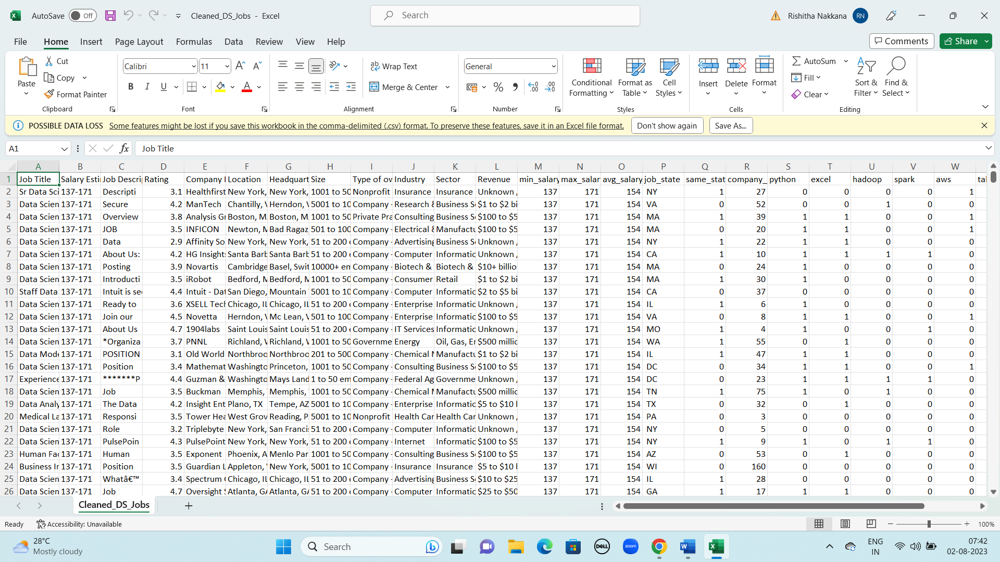 AutoSave Off Cleaned_DS_Jobs - Excel Search Rishitha Nakkana RN
File Home Insert Page Layout Formulas Data Review View Help Comments Share
Paste Cut Copy Format Painter Clipboard
Calibri 11 B I U Font
Wrap Text Merge & Center Alignment
General Number
Conditional Formatting Format as Table Cell Styles Styles
Insert Delete Format Cells
AutoSum Fill Clear Sort & Filter Find & Select Editing
POSSIBLE DATA LOSS Some features might be lost if you save this workbook in the comma-delimited (.csv) format. To preserve these features, save it in an Excel file format. Don't show again Save As...
A1 fx Job Title
A B C D E F G H I J K L M N O P Q R S T U V W
1 Job Title Salary Esti Job Descri Rating Company Location Headquart Size Type of ow Industry Sector Revenue min_salary max_salar avg_salary job_state same_stat company_ python excel hadoop spark aws ta
2 Sr Data Sci 137-171 Descripti 3.1 Healthfirst New York, New York, 1001 to 50 Nonprofit Insurance Insurance Unknown 137 171 154 NY 1 27 0 0 0 0 1
3 Data Scien 137-171 Secure 4.2 ManTech Chantilly, V Herndon, V 5001 to 10 Company - Research & Business S $1 to $2 bi 137 171 154 VA 0 52 0 0 1 0 0
4 Data Scien 137-171 Overview 3.8 Analysis G Boston, M Boston, M 1001 to 50 Private Pra Consulting Business S $100 to $5 137 171 154 MA 1 39 1 1 0 0 1
5 Data Scien 137-171 JOB 3.5 INFICON Newton, M Bad Ragaz 501 to 100 Company - Electrical & Manufactu $100 to $5 137 171 154 MA 0 20 1 1 0 0 1
6 Data Scien 137-171 Data 2.9 Affinity So New York, New York, 51 to 200 Company - Advertising Business S Unknown 137 171 154 NY 1 22 1 1 0 0 0
7 Data Scien 137-171 About Us: 4.2 HG Insight Santa Barb Santa Barb 51 to 200 Company - Computer Informatic Unknown 137 171 154 CA 1 10 1 1 1 1 0
8 Data Scien 137-171 Posting 3.9 Novartis Cambridge Basel, Swit 10000+ em Company - Biotech & Biotech & $10+ billio 137 171 154 MA 0 24 1 0 0 0 0
9 Data Scien 137-171 Introducti 3.5 iRobot Bedford, M Bedford, M 1001 to 50 Company - Consumer Retail $1 to $2 bi 137 171 154 MA 1 30 1 0 0 0 0
10 Staff Data 137-171 Intuit is se 4.4 Intuit - Dat San Diego, Mountain 5001 to 10 Company - Computer Informatic $2 to $5 bi 137 171 154 CA 0 37 0 0 0 0 0
11 Data Scien 137-171 Ready to 3.6 XSELL Tech Chicago, IL Chicago, IL 51 to 200 Company - Enterprise Informatic Unknown 137 171 154 IL 1 6 1 0 0 0 0
12 Data Scien 137-171 Join our 4.5 Novetta Herndon, V Mc Lean, V 501 to 100 Company - Enterprise Informatic $100 to $5 137 171 154 VA 0 8 1 1 0 0 1
13 Data Scien 137-171 About Us 4.7 1904labs Saint Louis Saint Louis 51 to 200 Company - IT Services Informatic Unknown 137 171 154 MO 1 4 1 0 0 1 0
14 Data Scien 137-171 *Organiza 3.7 PNNL Richland, V Richland, V 1001 to 50 Governme Energy Oil, Gas, E $500 millic 137 171 154 WA 1 55 0 1 0 0 0
15 Data Mode 137-171 POSITION 3.1 Old World Northbroo Northbroo 201 to 500 Company - Chemical Manufactu $1 to $2 bi 137 171 154 IL 1 47 1 1 0 0 0
16 Data Scien 137-171 Position 3.4 Mathemat Washingto Princeton, 1001 to 50 Company - Consulting Business S $100 to $5 137 171 154 DC 0 34 1 1 0 0 1
17 Experience 137-171 *******P 4.4 Guzman & Washingto Mays Land 1 to 50 em Company - Federal Ag Governme Unknown 137 171 154 DC 0 23 1 1 1 1 0
18 Data Scien 137-171 Job 3.5 Buckman Memphis, Memphis, 1001 to 50 Company - Chemical Manufactu $500 millic 137 171 154 TN 1 75 1 0 1 0 0
19 Data Analy 137-171 The Data 4.2 Insight Ent Plano, TX Tempe, AZ 5001 to 10 Company - Enterprise Informatic $5 to $10 137 171 154 TX 0 32 0 1 0 0 0
20 Medical La 137-171 Responsi 3.5 Tower Hea West Grov Reading, P 5001 to 10 Nonprofit Health Car Health Car Unknown 137 171 154 PA 0 3 0 0 0 0 0
21 Data Scien 137-171 Role 3.2 Triplebyte New York, San Franci 51 to 200 Company - Computer Informatic Unknown 137 171 154 NY 0 5 0 0 0 0 0
22 Data Scien 137-171 PulsePoin 4.3 PulsePoint New York, New York, 51 to 200 Company - Internet Informatic $100 to $5 137 171 154 NY 1 9 1 0 1 1 0
23 Human Fac 137-171 Human 3.5 Exponent Phoenix, A Menlo Par 1001 to 50 Company - Consulting Business S $100 to $5 137 171 154 AZ 0 53 0 1 0 0 0
24 Business In 137-171 Position 3.5 Guardian L Appleton, New York, 5001 to 10 Company - Insurance Insurance $5 to $10 137 171 154 WI 0 160 0 0 0 0 0
25 Data Scien 137-171 Whatâ€™ 3.4 Spectrum Chicago, IL Chicago, IL 51 to 200 Company - Advertising Business S $10 to $25 137 171 154 IL 1 28 0 0 0 0 0
26 Data Scien 137-171 Job 4.7 Oversight Atlanta, GA Atlanta, GA 51 to 200 Company - Computer Informatic $25 to $50 137 171 154 GA 1 17 1 1 0 0 0
Cleaned_DS_Jobs
Ready Accessibility: Unavailable 100%
28°C Mostly cloudy Search DELL zoom ENG IN 07:42 02-08-2023